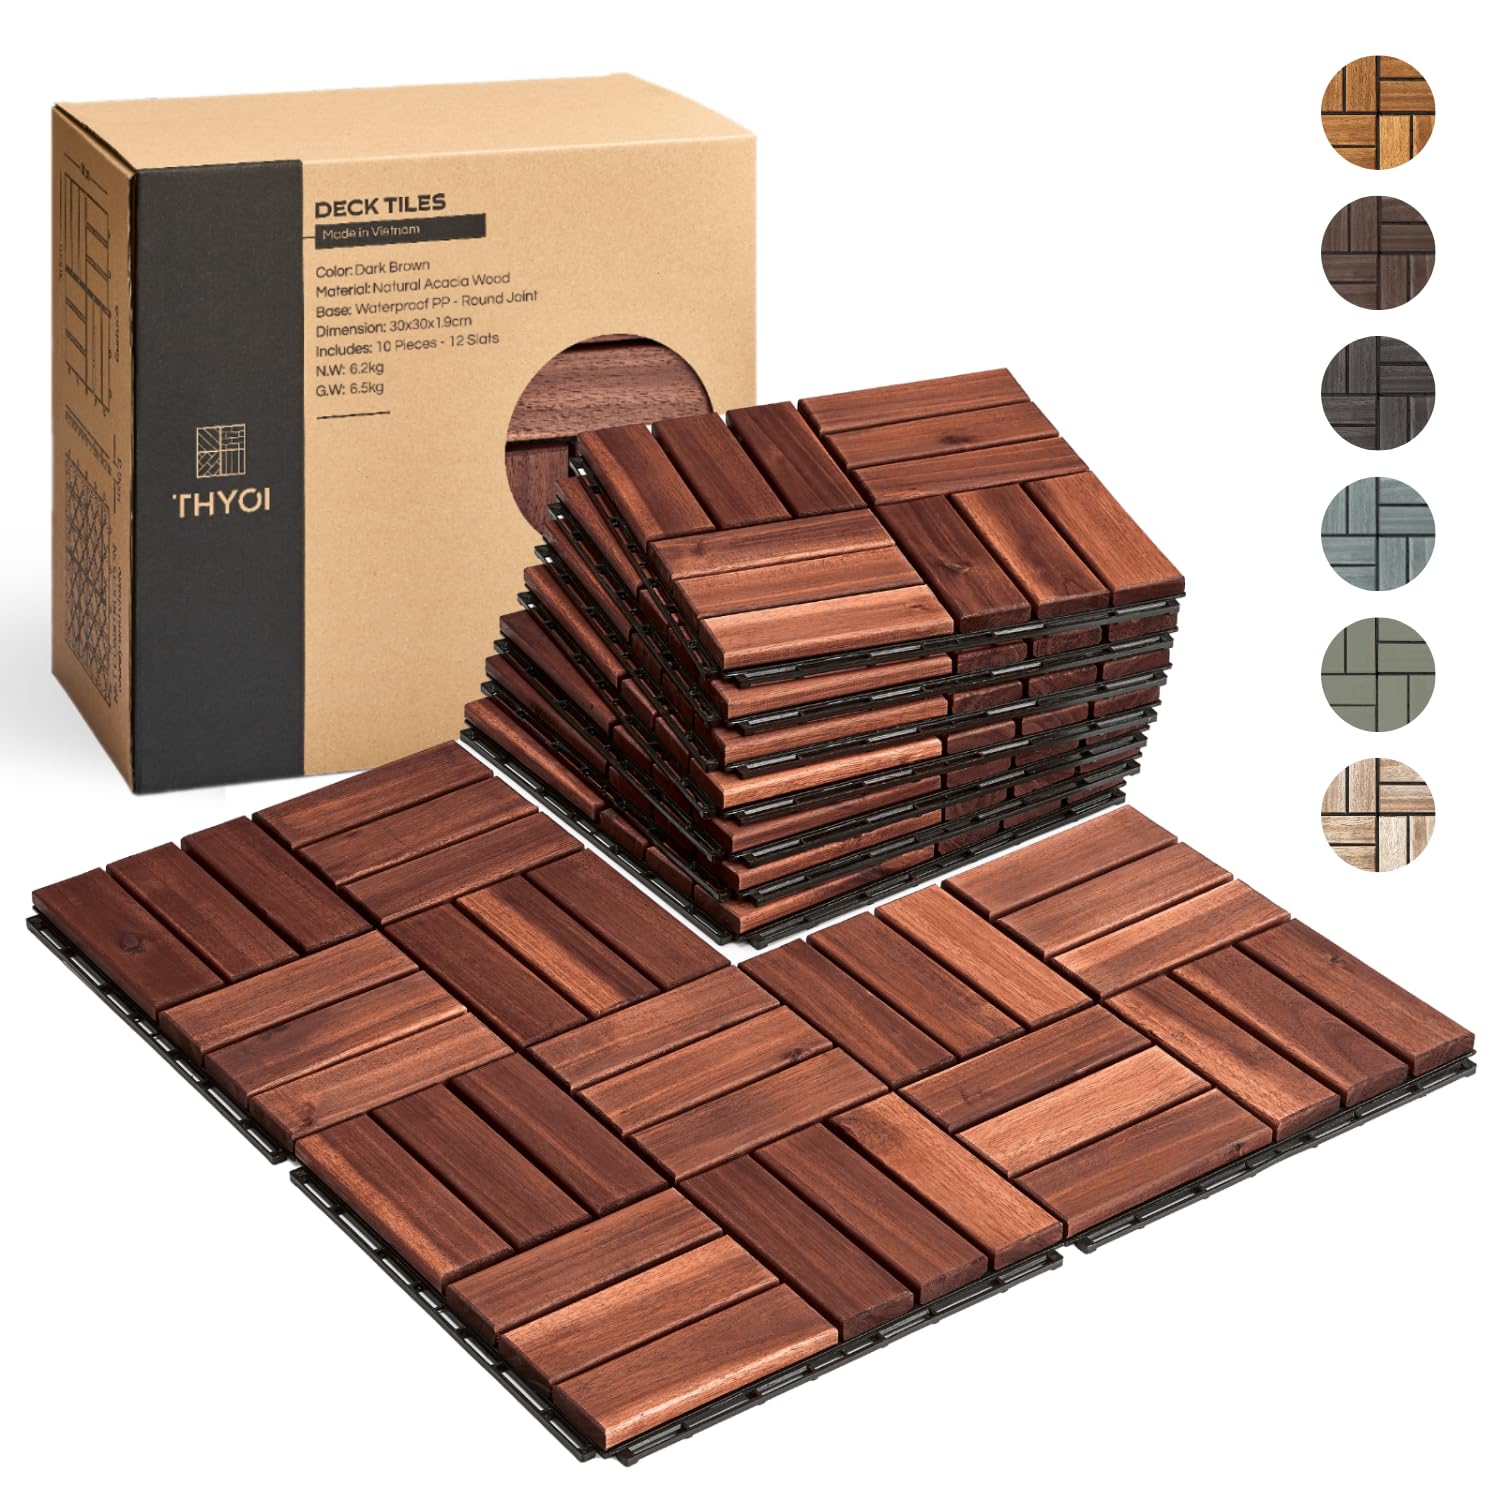 DECK TILES
Made in Vietnam
Color: Dark Brown
Material: Natural Acacia Wood
Base: Waterproof PP - Round Joint
Dimension: 30x30x1.9cm
Includes: 10 Pieces - 12 Slats
N.W: 6.2kg
G.W: 6.5kg
THYOI